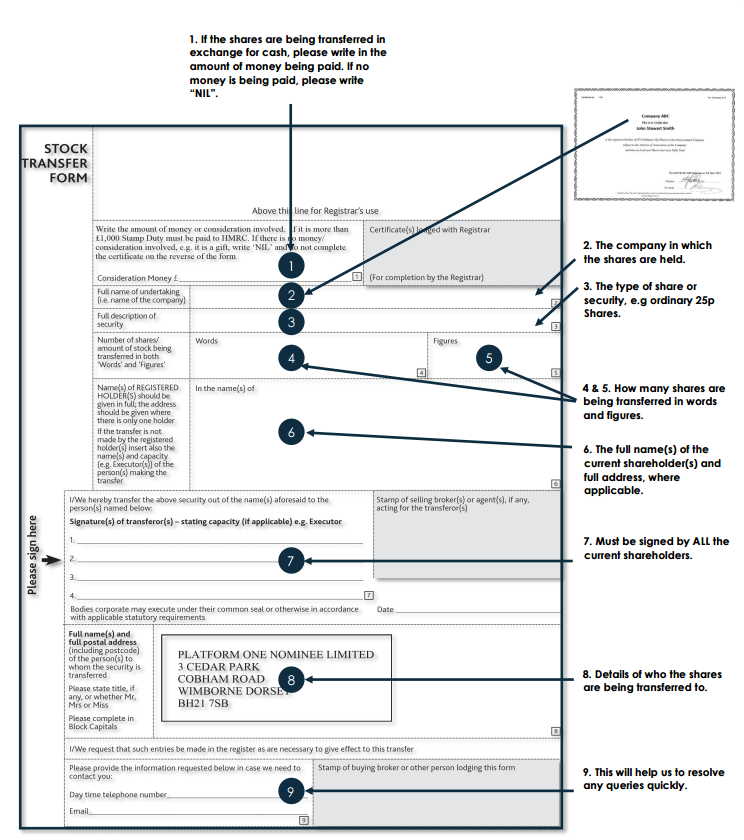 1. If the shares are being transferred in
exchange for cash, please write in the
amount of money being paid. If no
money is being paid, please write
“NIL”.
Company ABC
This is to Certify that
John Stewart Smith
STOCK
TRANSFER
FORM
Above this line for Registrar's use
Write the amount of money or consideration involved. If it is more than
£1,000 Stamp Duty must be paid to HMRC. If there is no money/
consideration involved, e.g. it is a gift, write ‘NIL’ and do not complete
the certificate on the reverse of the form
Consideration Money £
1
1
Certificate(s) lodged with Registrar
(For completion by the Registrar)
2. The company in which
the shares are held.
Full name of undertaking
(i.e. name of the company)
2
2
3. The type of share or
security, e.g ordinary 25p
Shares.
Full description of
security
3
3
Number of shares/
amount of stock being
transferred in both
'Words' and 'Figures'
Words
4
4
Figures
5
5
4 & 5. How many shares are
being transferred in words
and figures.
Name(s) of REGISTERED
HOLDER(S) should be
given in full; the address
should be given where
there is only one holder
If the transfer is not
made by the registered
holder(s) insert also the
name(s) and capacity
(e.g. Executor(s)) of the
person(s) making the
transfer
In the name(s) of
6
6
6. The full name(s) of the
current shareholder(s) and
full address, where
applicable.
I/We hereby transfer the above security out of the name(s) aforesaid to the
person(s) named below:
Signature(s) of transferor(s) – stating capacity (if applicable) e.g. Executor
1.
2.
3.
4.
7
7
Stamp of selling broker(s) or agent(s), if any,
acting for the transferor(s)
Please sign here
7. Must be signed by ALL the
current shareholders.
Bodies corporate may execute under their common seal or otherwise in accordance
with applicable statutory requirements
Date
Full name(s) and
full postal address
(including postcode)
of the person(s) to
whom the security is
transferred
Please state title, if
any, or whether Mr,
Mrs or Miss
Please complete in
Block Capitals
PLATFORM ONE NOMINEE LIMITED
3 CEDAR PARK
COBHAM ROAD
WIMBORNE DORSET
BH21 7SB
8
8
8. Details of who the shares
are being transferred to.
I/We request that such entries be made in the register as are necessary to give effect to this transfer
Please provide the information requested below in case we need to
contact you:
Day time telephone number
Email
9
9
Stamp of buying broker or other person lodging this form
9. This will help us to resolve
any queries quickly.